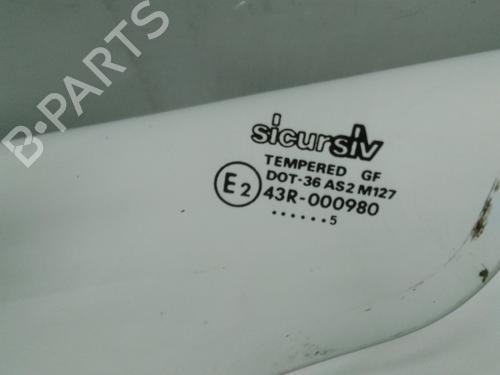 B-PARTS
sicursiv
TEMPERED GF
DOT-36 AS2 M127
E2
43R-000980
......5